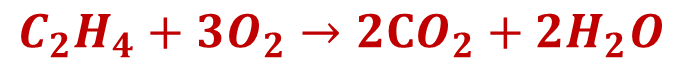 C₂H₄ + 3O₂ → 2CO₂ + 2H₂O